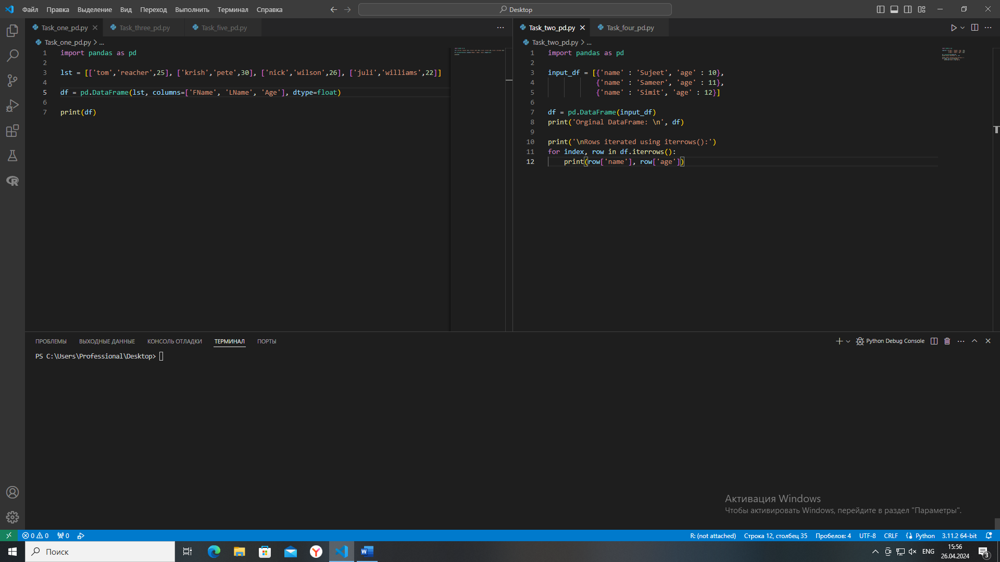 Файл Правка Выделение Вид Переход Выполнить Терминал Справка Desktop
Task_one_pd.py Task_three_pd.py Task_five_pd.py
Task_one_pd.py > ...
1 import pandas as pd
2
3 lst = [['tom','reacher',25], ['krish','pete',30], ['nick','wilson',26], ['juli','williams',22]]
4
5 df = pd.DataFrame(lst, columns=['FName', 'LName', 'Age'], dtype=float)
6
7 print(df)
Task_two_pd.py Task_four_pd.py
Task_two_pd.py > ...
1 import pandas as pd
2
3 input_df = [{'name' : 'Sujeet', 'age' : 10},
4 {'name' : 'Sameer', 'age' : 11},
5 {'name' : 'Simit', 'age' : 12}]
6
7 df = pd.DataFrame(input_df)
8 print('Orginal DataFrame: \n', df)
9
10 print('\nRows iterated using iterrows():')
11 for index, row in df.iterrows():
12 print(row['name'], row['age'])
ПРОБЛЕМЫ ВЫХОДНЫЕ ДАННЫЕ КОНСОЛЬ ОТЛАДКИ ТЕРМИНАЛ ПОРТЫ Python Debug Console
PS C:\Users\Professional\Desktop>
Активация Windows
Чтобы активировать Windows, перейдите в раздел "Параметры".
0 0 0 R: (not attached) Строка 12, столбец 35 Пробелов: 4 UTF-8 CRLF Python 3.11.2 64-bit
Поиск ENG 15:56
26.04.2024 3